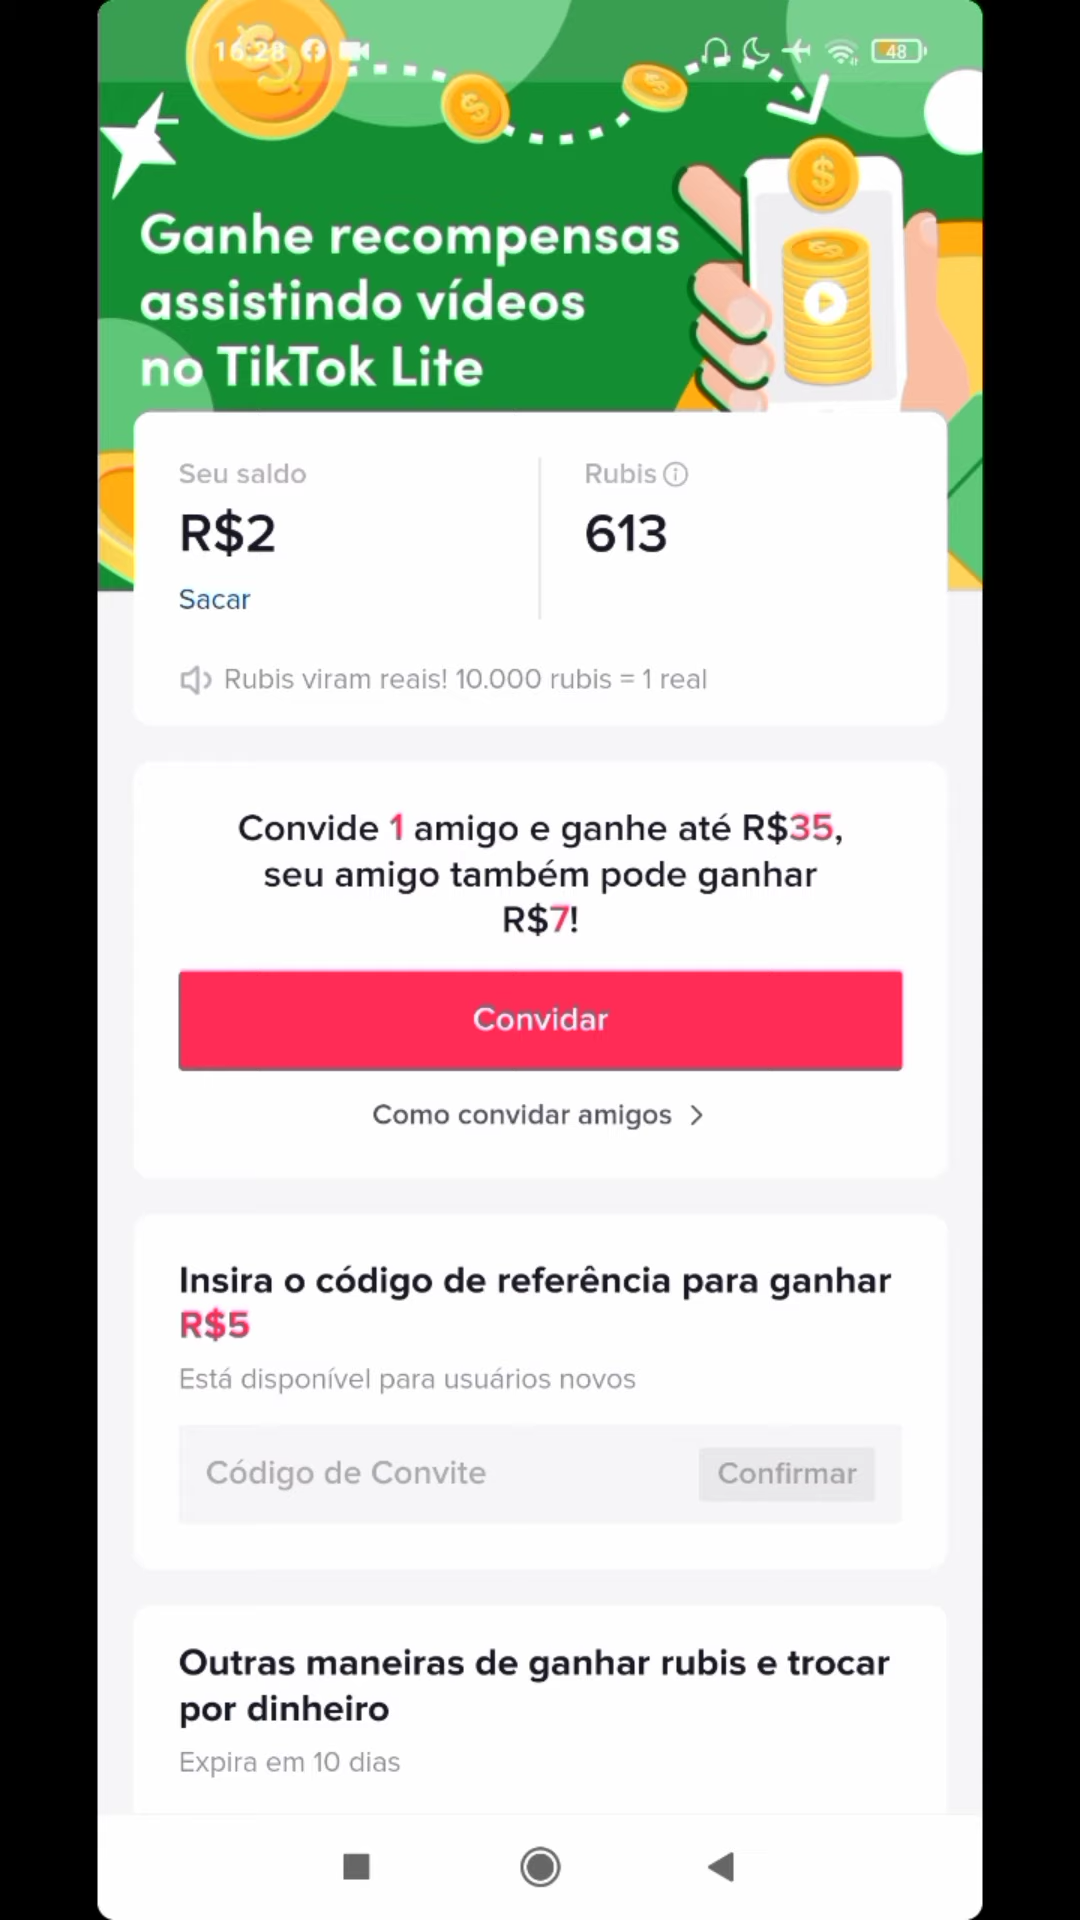 16:28
48
Ganhe recompensas
assistindo vídeos
no TikTok Lite
Seu saldo
R$2
Sacar
Rubis
613
Rubis viram reais! 10.000 rubis = 1 real
Convide 1 amigo e ganhe até R$35,
seu amigo também pode ganhar
R$7!
Convidar
Como convidar amigos >
Insira o código de referência para ganhar
R$5
Está disponível para usuários novos
Código de Convite
Confirmar
Outras maneiras de ganhar rubis e trocar
por dinheiro
Expira em 10 dias